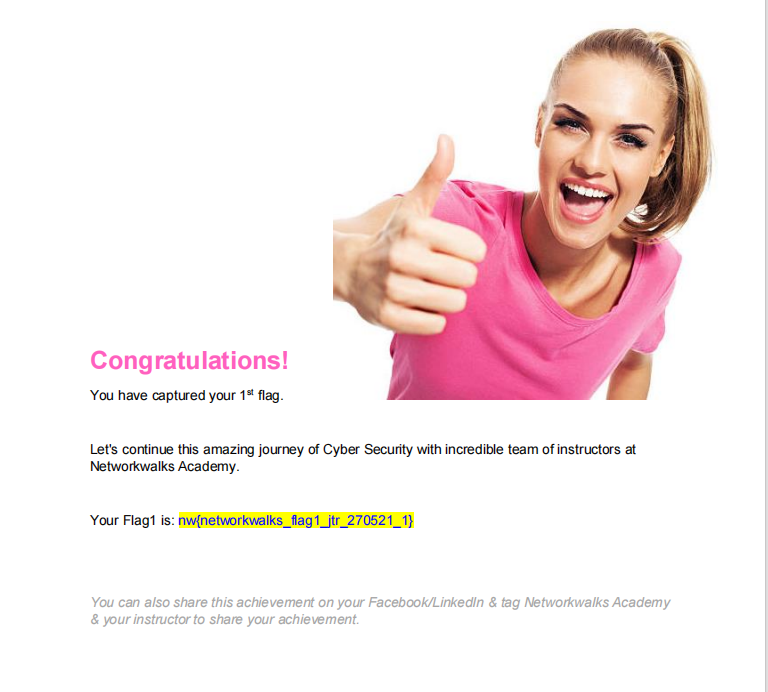 Congratulations!
You have captured your 1st flag.
Let's continue this amazing journey of Cyber Security with incredible team of instructors at
Networkwalks Academy.
Your Flag1 is: nw{networkwalks_flag1_jtr_270521_1}
You can also share this achievement on your Facebook/LinkedIn & tag Networkwalks Academy
& your instructor to share your achievement.